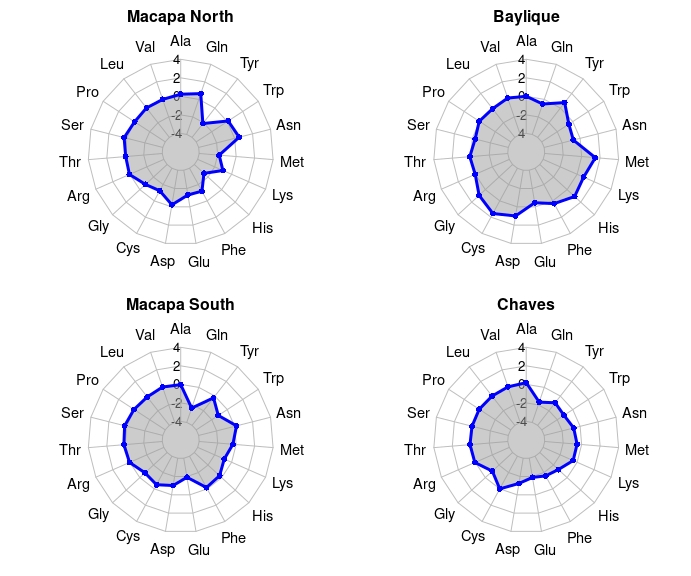 Macapa North
Ala
Gln
Tyr
Trp
Asn
Met
Lys
His
Phe
Glu
Asp
Cys
Gly
Arg
Thr
Ser
Pro
Leu
Val
4
2
0
-2
-4
Baylique
Ala
Gln
Tyr
Trp
Asn
Met
Lys
His
Phe
Glu
Asp
Cys
Gly
Arg
Thr
Ser
Pro
Leu
Val
4
2
0
-2
-4
Macapa South
Ala
Gln
Tyr
Trp
Asn
Met
Lys
His
Phe
Glu
Asp
Cys
Gly
Arg
Thr
Ser
Pro
Leu
Val
4
2
0
-2
-4
Chaves
Ala
Gln
Tyr
Trp
Asn
Met
Lys
His
Phe
Glu
Asp
Cys
Gly
Arg
Thr
Ser
Pro
Leu
Val
4
2
0
-2
-4